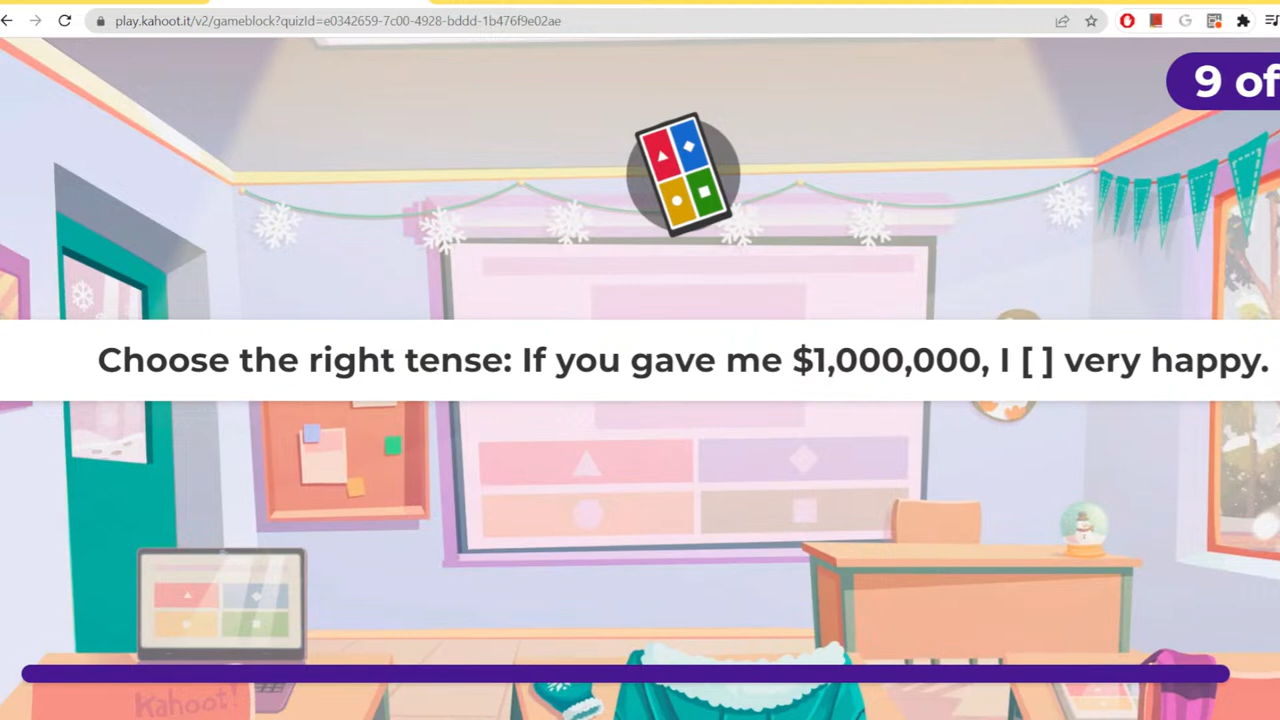 play.kahoot.it/v2/gameblock?quizId=e0342659-7c00-4928-bddd-1b476f9e02ae
9 of
Choose the right tense: If you gave me $1,000,000, I [ ] very happy.
Kahoot!